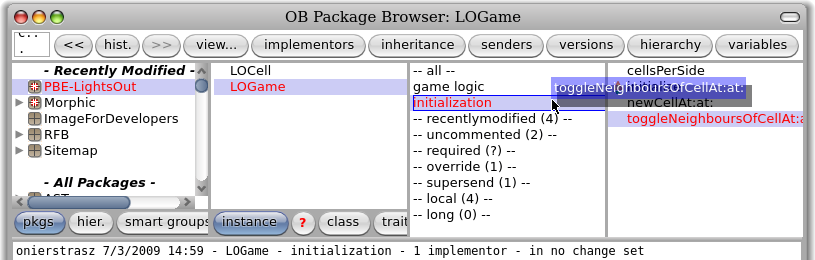 OB Package Browser: LOGame
<< hist. >> view... implementors inheritance senders versions hierarchy variables
- Recently Modified -
PBE-LightsOut
Morphic
ImageForDevelopers
RFB
Sitemap
- All Packages -
pkgs hier. smart groups
LOCell
LOGame
instance ? class trait
-- all --
game logic
initialization
-- recentlymodified (4) --
-- uncommented (2) --
-- required (?) --
-- override (1) --
-- supersend (1) --
-- local (4) --
-- long (0) --
cellsPerSide
toggleNeighboursOfCellAt:at:
newCellAt:at:
toggleNeighboursOfCellAt:a
onierstrasz 7/3/2009 14:59 - LOGame - initialization - 1 implementor - in no change set